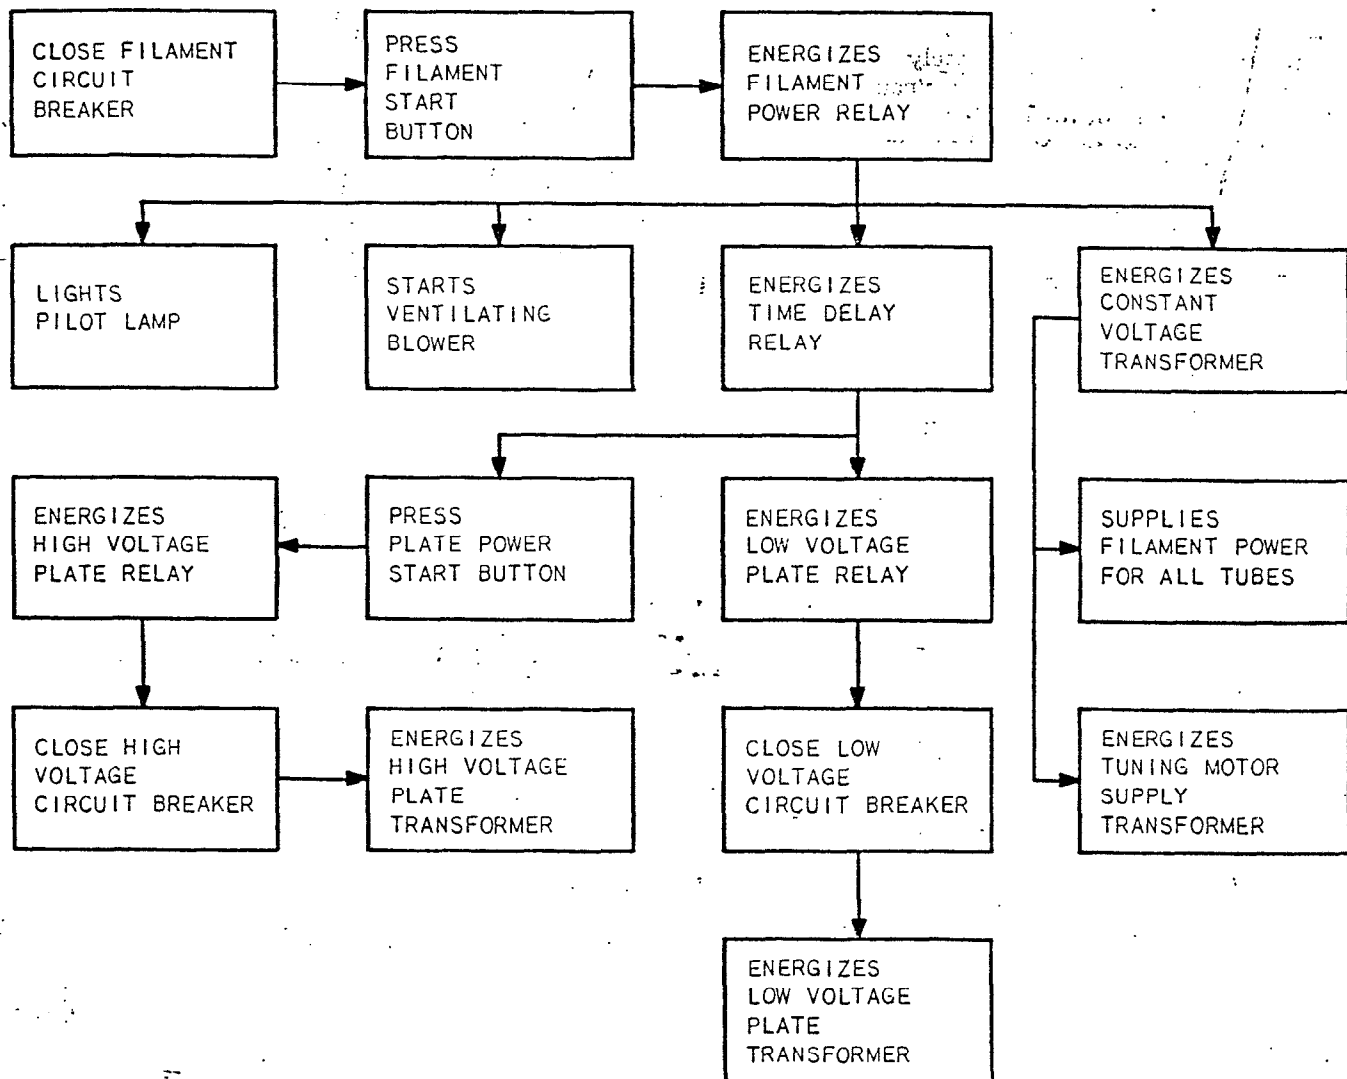 CLOSE FILAMENT
CIRCUIT
BREAKER
PRESS
FILAMENT
START
BUTTON
ENERGIZES
FILAMENT
POWER RELAY
LIGHTS
PILOT LAMP
STARTS
VENTILATING
BLOWER
ENERGIZES
TIME DELAY
RELAY
ENERGIZES
CONSTANT
VOLTAGE
TRANSFORMER
ENERGIZES
HIGH VOLTAGE
PLATE RELAY
PRESS
PLATE POWER
START BUTTON
ENERGIZES
LOW VOLTAGE
PLATE RELAY
SUPPLIES
FILAMENT POWER
FOR ALL TUBES
CLOSE HIGH
VOLTAGE
CIRCUIT BREAKER
ENERGIZES
HIGH VOLTAGE
PLATE
TRANSFORMER
CLOSE LOW
VOLTAGE
CIRCUIT BREAKER
ENERGIZES
TUNING MOTOR
SUPPLY
TRANSFORMER
ENERGIZES
LOW VOLTAGE
PLATE
TRANSFORMER